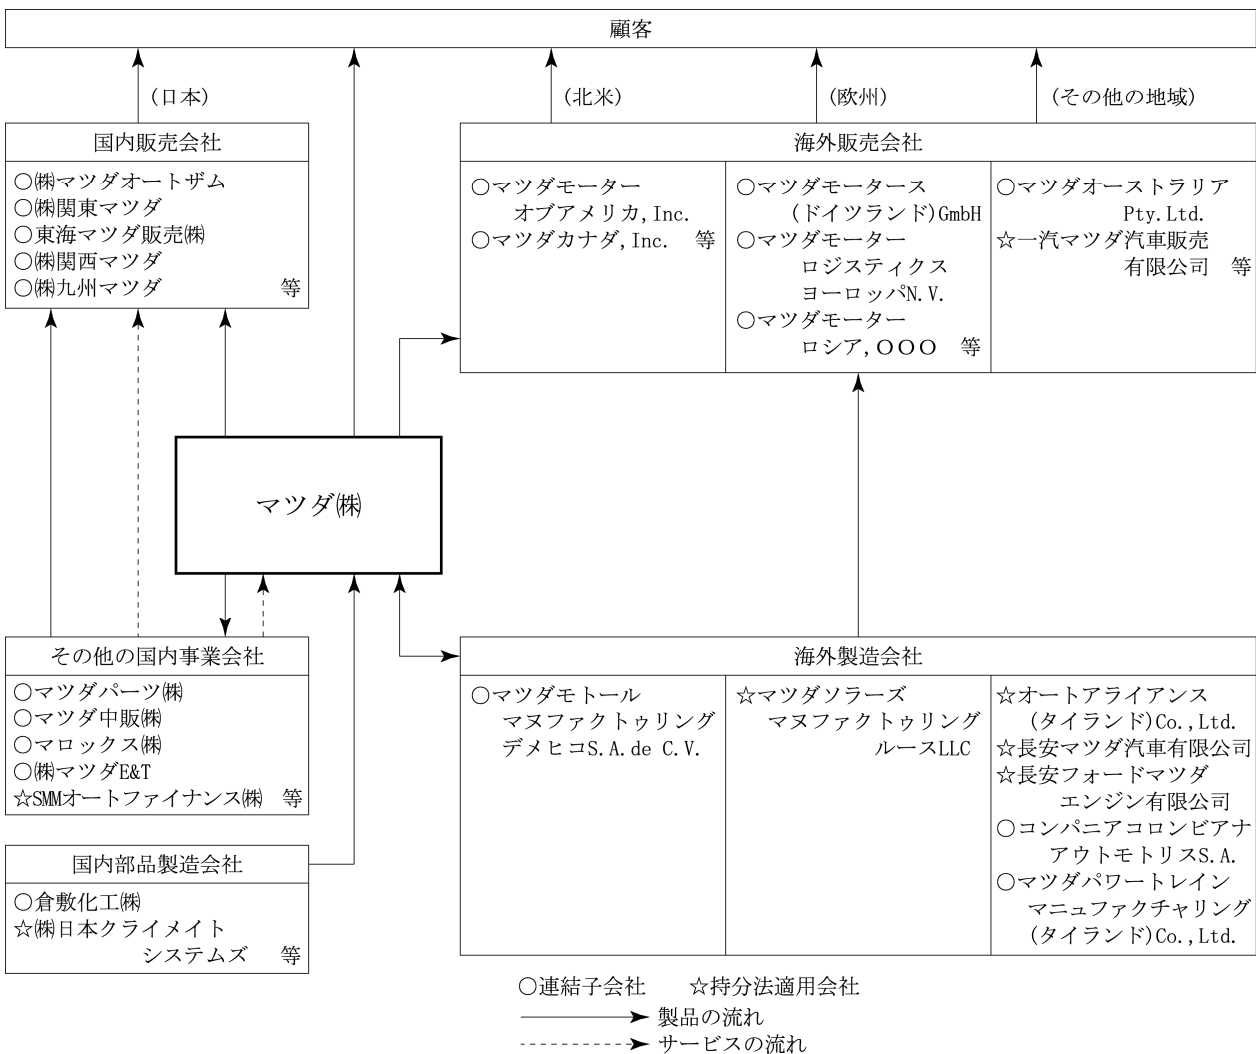 顧客
(日本)
(北米)
(欧州)
(その他の地域)
国内販売会社
○㈱マツダオートザム
○㈱関東マツダ
○東海マツダ販売㈱
○㈱関西マツダ
○㈱九州マツダ 等
海外販売会社
○マツダモーター
オブアメリカ,Inc.
○マツダカナダ,Inc. 等
○マツダモータース
(ドイツランド)GmbH
○マツダモーター
ロジスティクス
ヨーロッパN.V.
○マツダモーター
ロシア,OOO 等
○マツダオーストラリア
Pty.Ltd.
☆一汽マツダ汽車販売
有限公司 等
マツダ㈱
その他の国内事業会社
○マツダパーツ㈱
○マツダ中販㈱
○マロックス㈱
○㈱マツダE&T
☆SMMオートファイナンス㈱ 等
国内部品製造会社
○倉敷化工㈱
☆㈱日本クライメイト
システムズ 等
海外製造会社
○マツダモトール
マヌファクトゥリング
デメヒコS.A.de C.V.
☆マツダソラーズ
マヌファクトゥリング
ルースLLC
☆オートアライアンス
(タイランド)Co.,Ltd.
☆長安マツダ汽車有限公司
☆長安フォードマツダ
エンジン有限公司
○コンパニアコロンビアナ
アウトモトリスS.A.
○マツダパワートレイン
マニュファクチャリング
(タイランド)Co.,Ltd.
○連結子会社 ☆持分法適用会社
製品の流れ
サービスの流れ